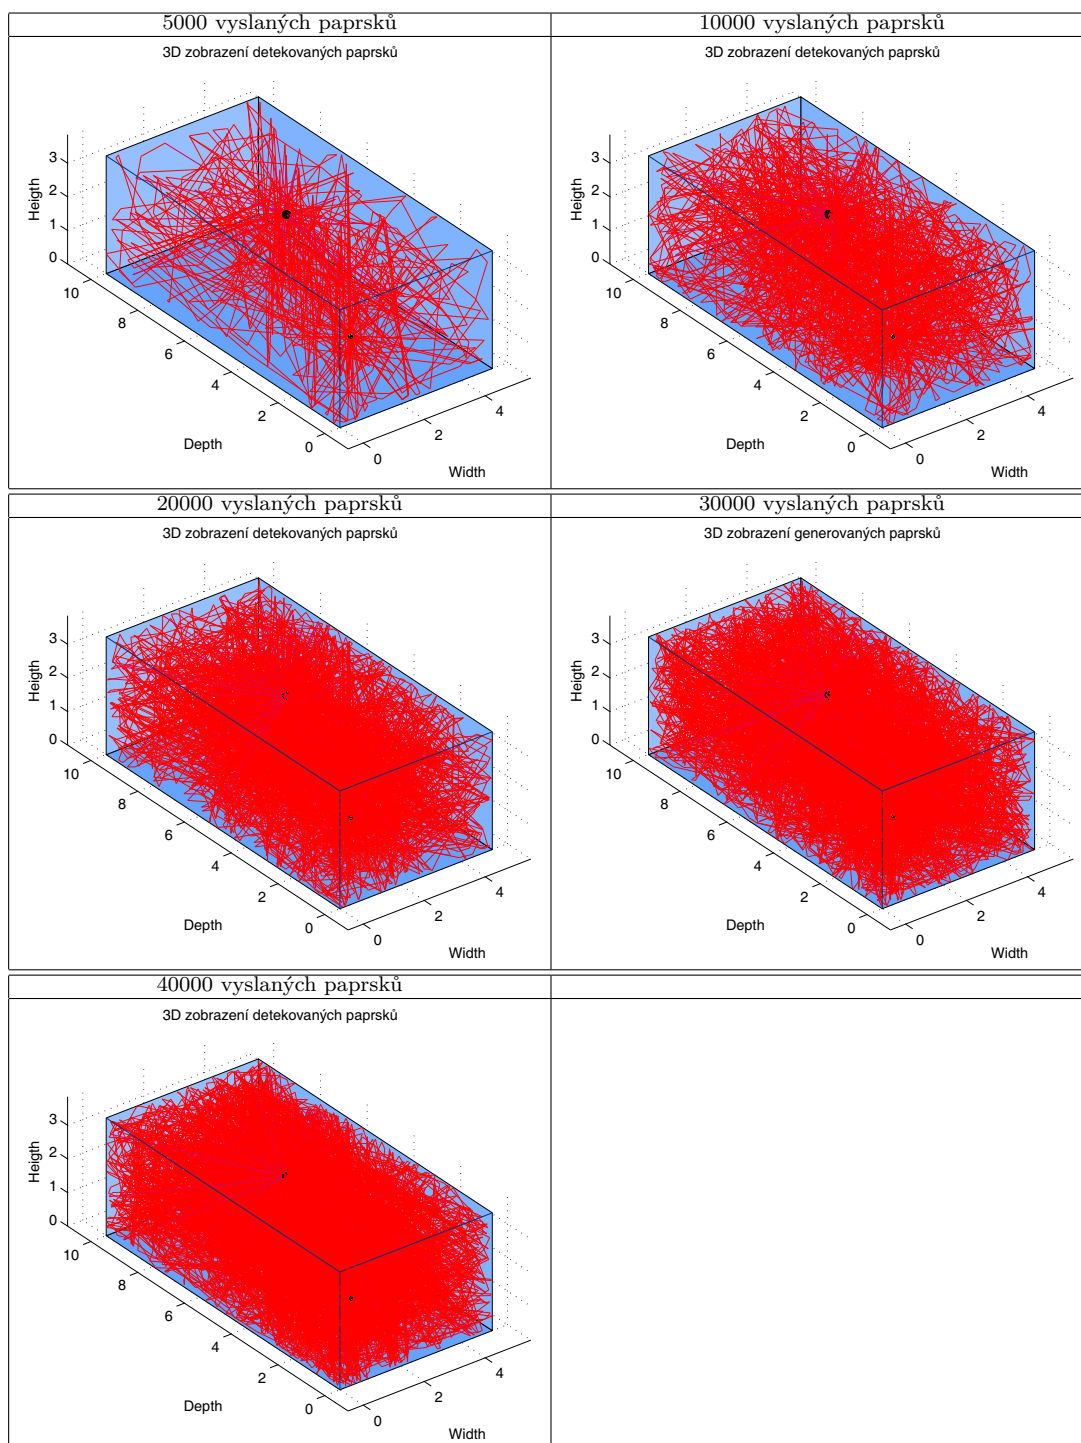 5000 vyslaných paprsků
3D zobrazení detekovaných paprsků
3
2
1
0
Heigth
10
8
6
4
2
0
Depth
0
2
4
Width
10000 vyslaných paprsků
3D zobrazení detekovaných paprsků
3
2
1
0
Heigth
10
8
6
4
2
0
Depth
0
2
4
Width
20000 vyslaných paprsků
3D zobrazení detekovaných paprsků
3
2
1
0
Heigth
10
8
6
4
2
0
Depth
0
2
4
Width
30000 vyslaných paprsků
3D zobrazení generovaných paprsků
3
2
1
0
Heigth
10
8
6
4
2
0
Depth
0
2
4
Width
40000 vyslaných paprsků
3D zobrazení detekovaných paprsků
3
2
1
0
Heigth
10
8
6
4
2
0
Depth
0
2
4
Width